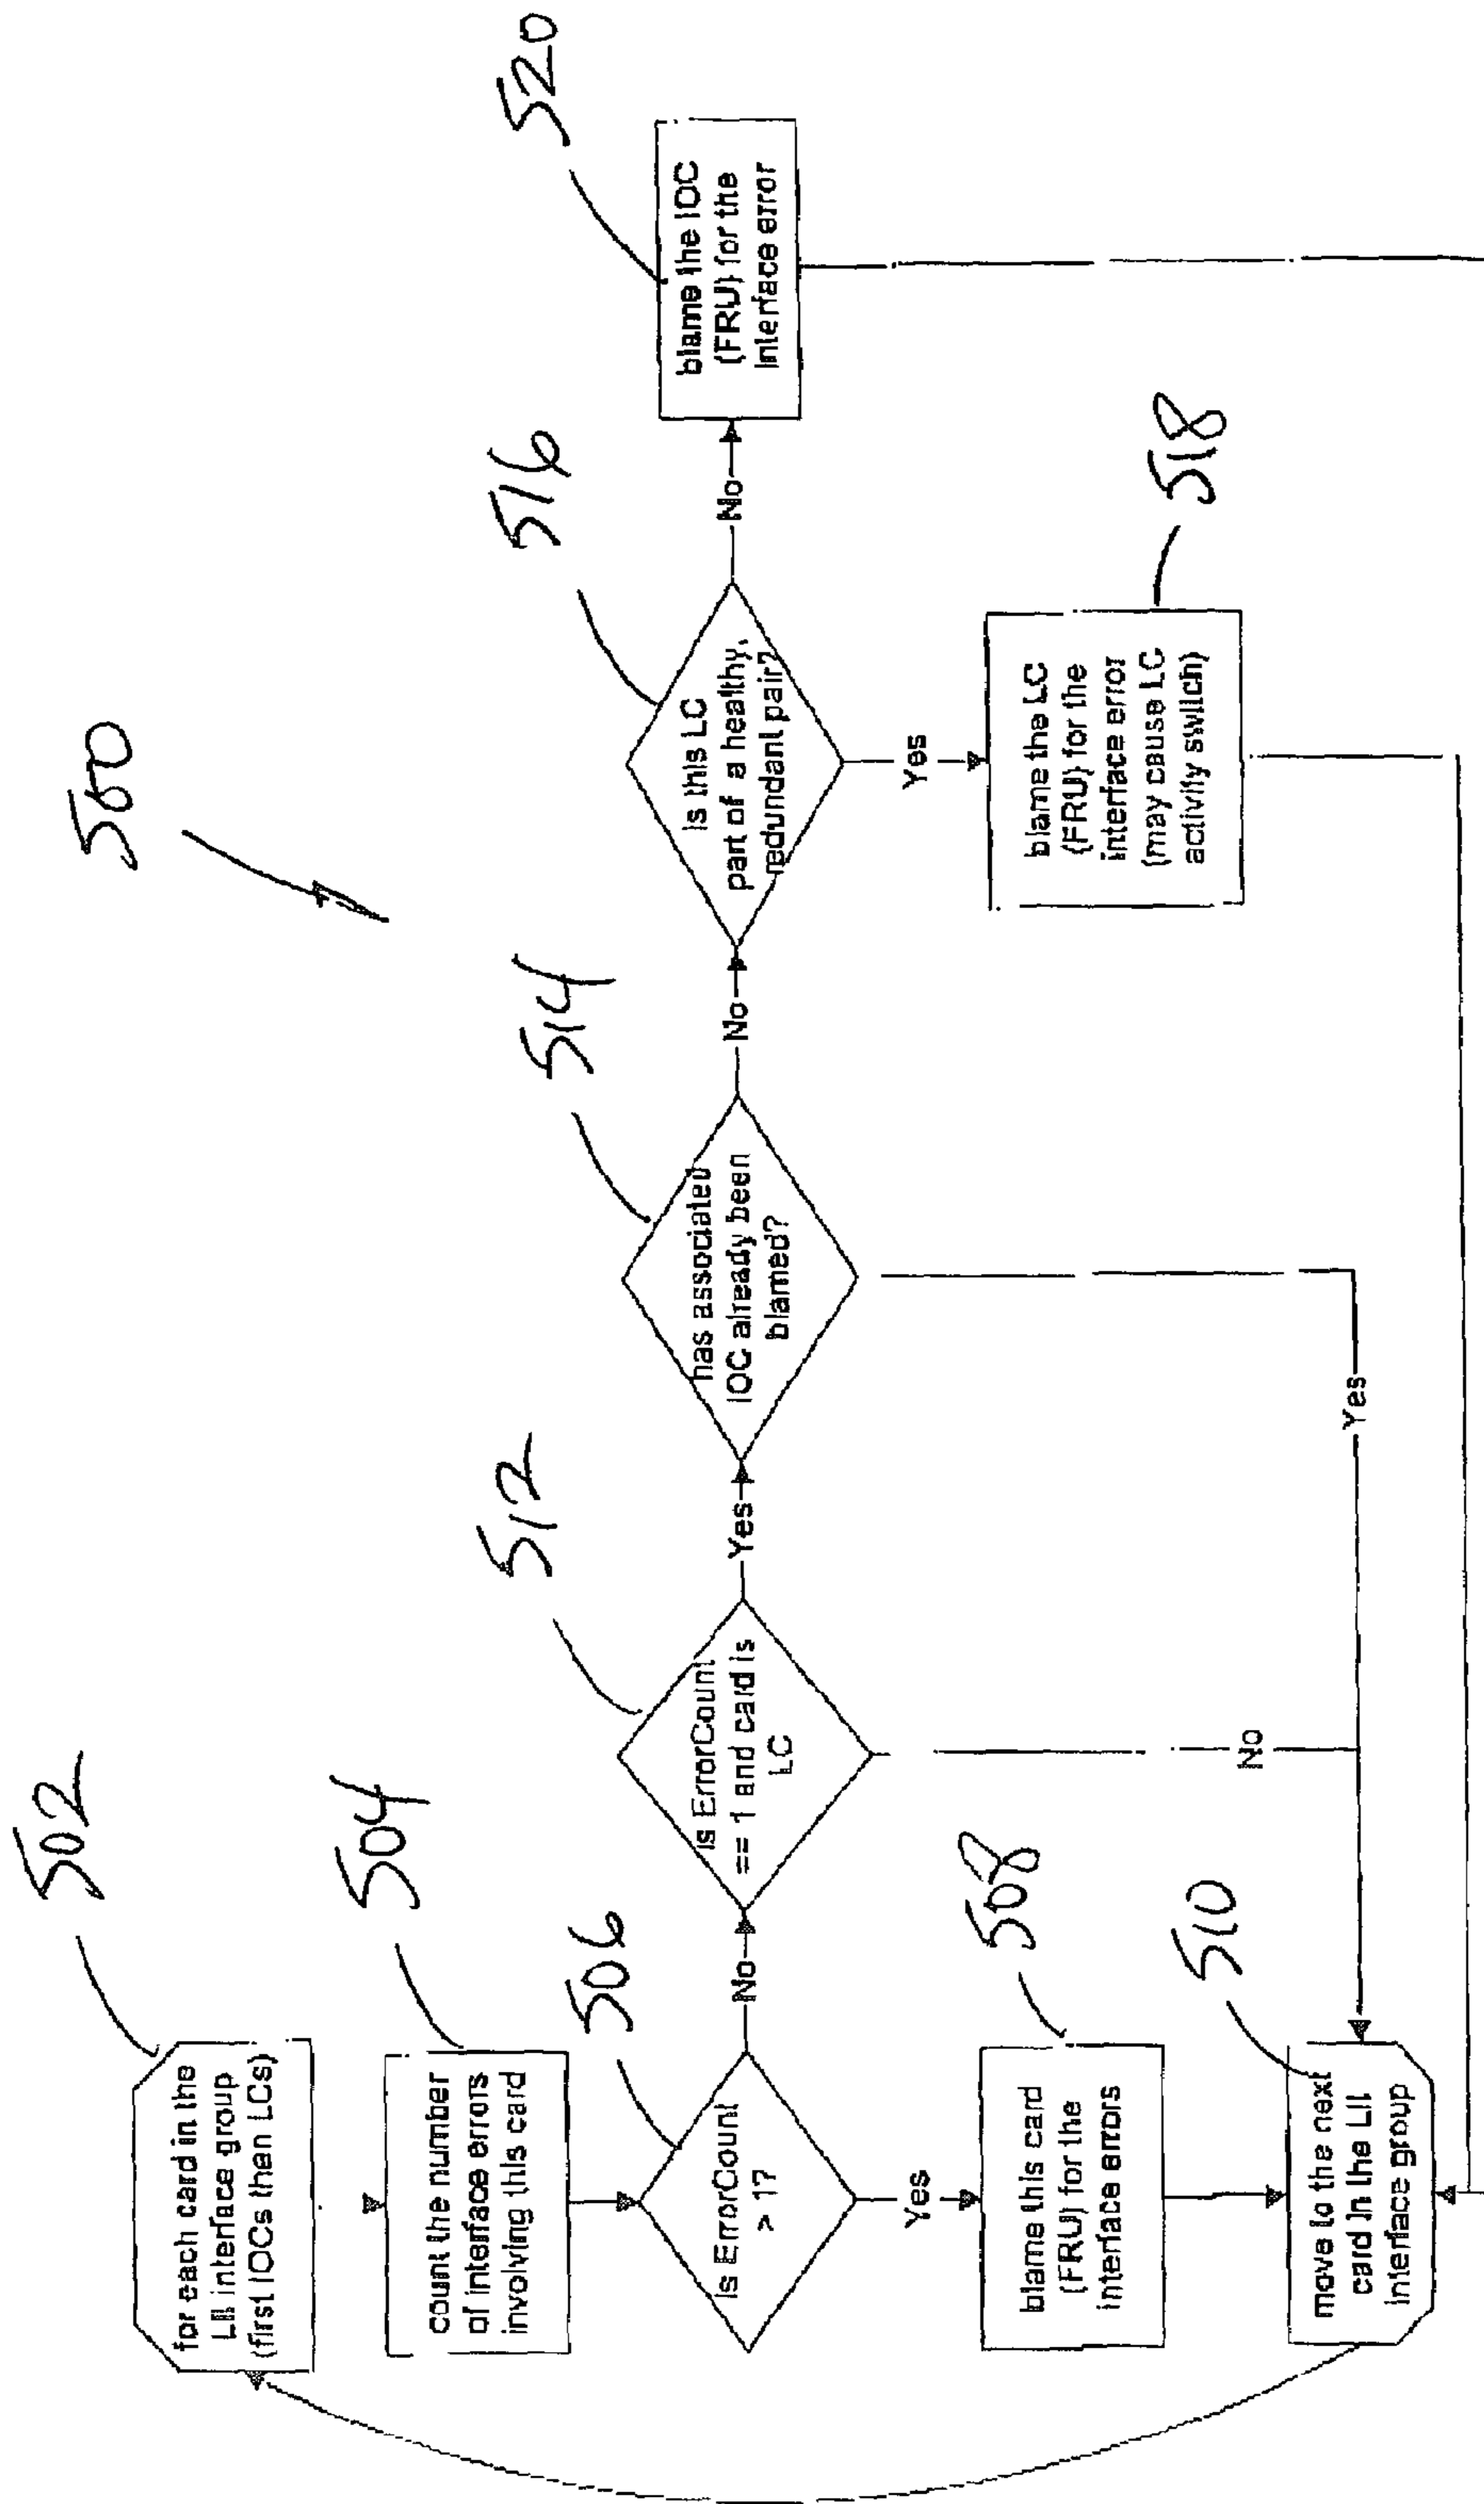 500
502
for each card in the
LII interface group
(first IOCs then LCs)
504
count the number
of interface errors
involving this card
506
Is ErrorCount
> 1?
No
Yes
508
blame this card
(FRU) for the
interface errors
510
move to the next
card in the LII
interface group
512
Is ErrorCount
== 1 and card is
LC
Yes
No
514
has associated
IOC already been
blamed?
No
Yes
516
Is this LC
part of a healthy,
redundant pair?
No
Yes
518
blame the LC
(FRU) for the
interface error
(may cause LC
activity switch)
520
blame the IOC
(FRU) for the
interface error